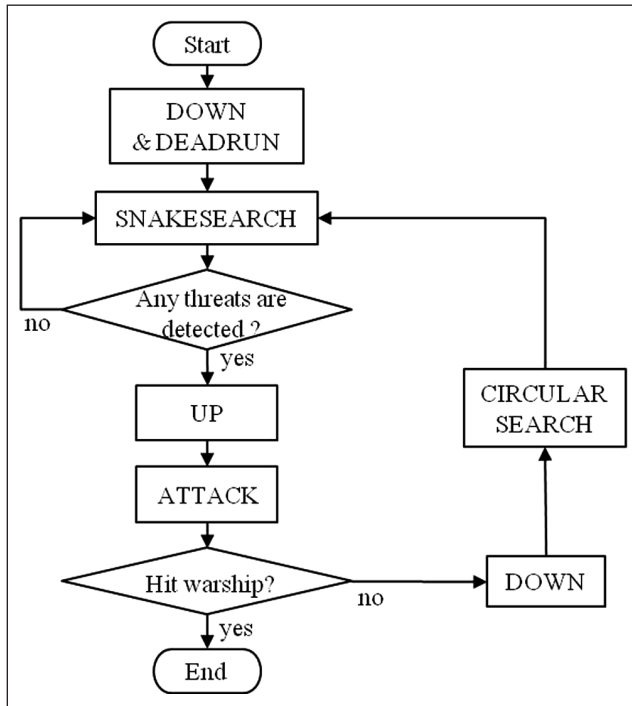 Start
DOWN
& DEADRUN
SNAKESEARCH
Any threats are
detected ?
no
yes
UP
CIRCULAR
SEARCH
ATTACK
Hit warship?
no
DOWN
yes
End